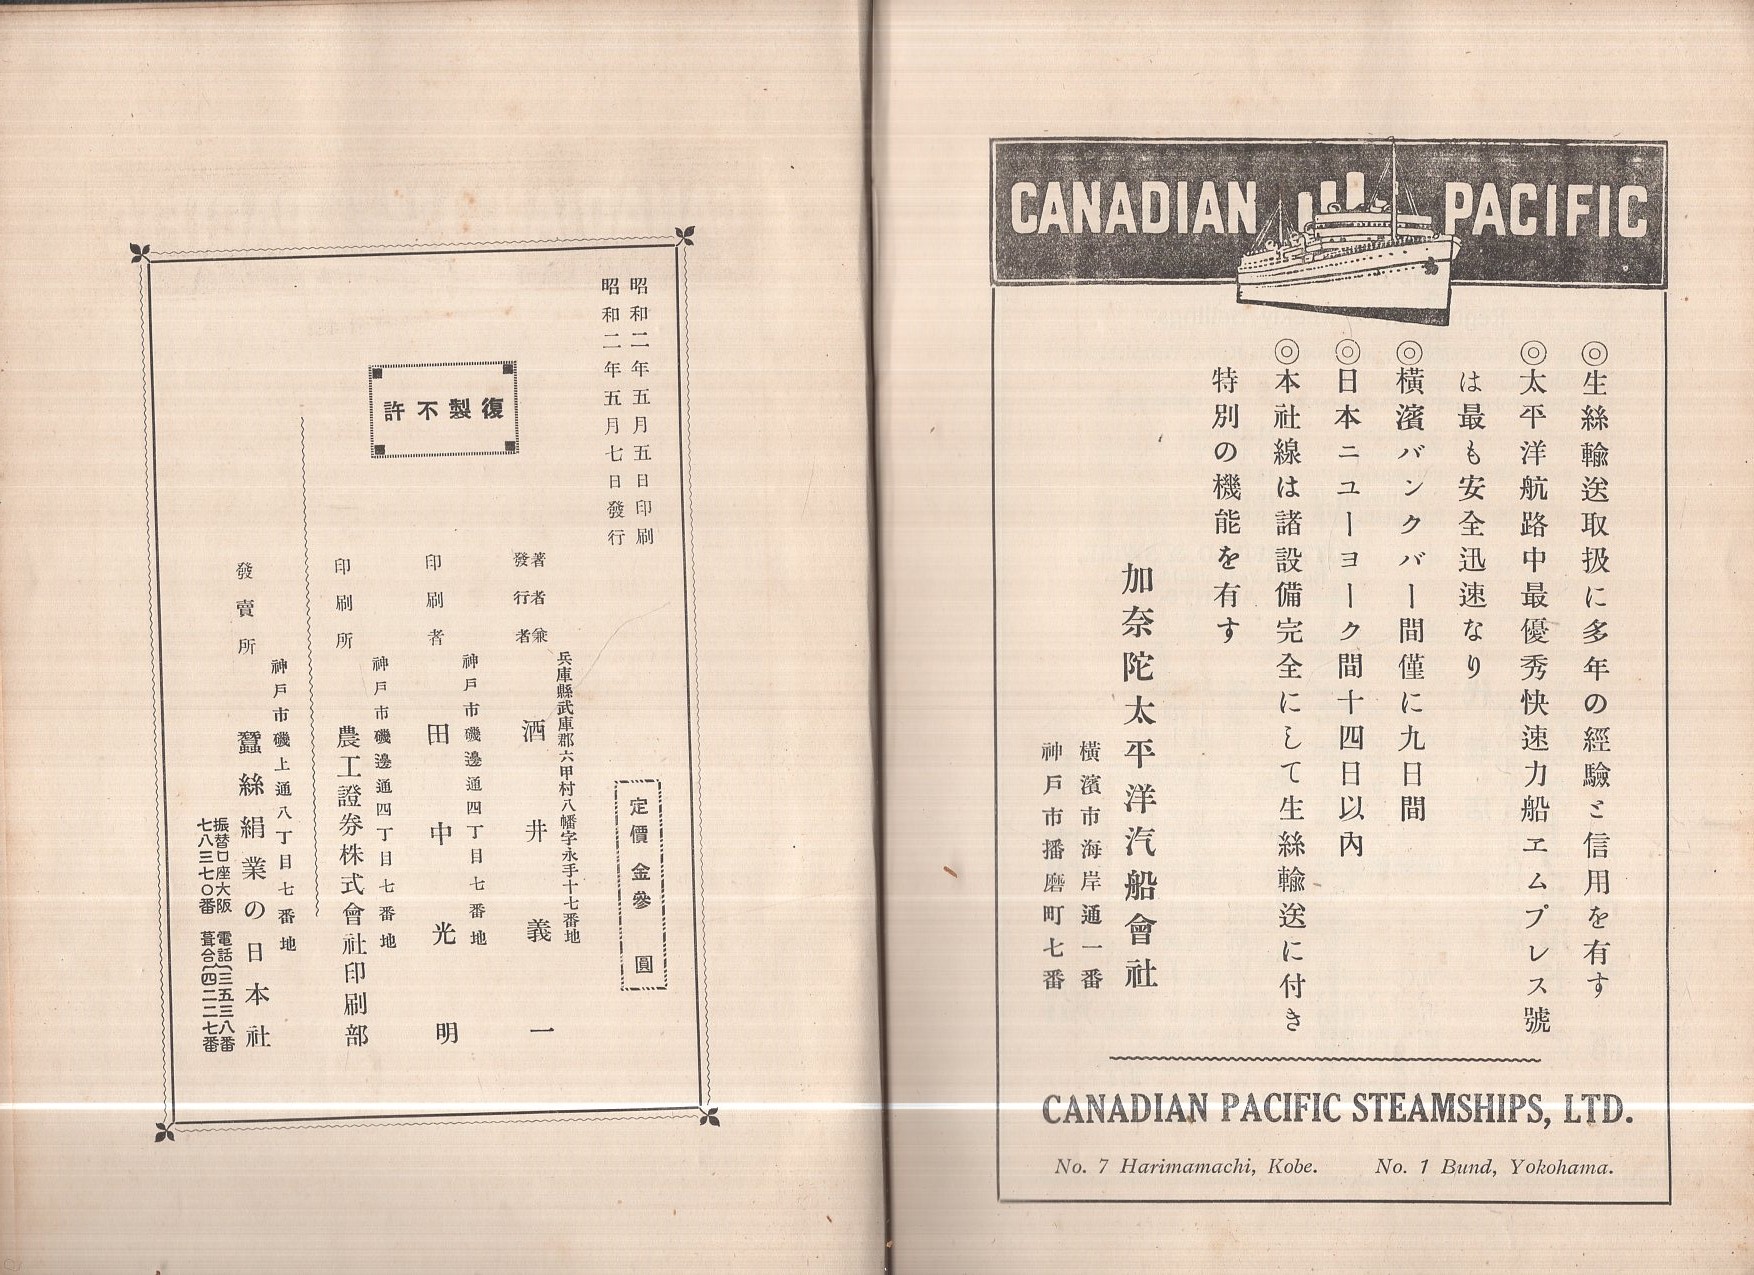 CANADIAN PACIFIC
◎生絲輸送取扱に多年の經驗と信用を有す
◎太平洋航路中最優秀快速力船エムプレス號
は最も安全迅速なり
◎横濱バンクバー間僅に九日間
◎日本ニユーヨーク間十四日以內
◎本社線は諸設備完全にして生絲輸送に付き
特別の機能を有す
加奈陀太平洋汽船會社
横濱市海岸通一番
神戸市播磨町七番
CANADIAN PACIFIC STEAMSHIPS, LTD.
No. 7 Harimamachi, Kobe. No. 1 Bund, Yokohama.
昭和二年五月五日印刷
昭和二年五月七日發行
定價金參圓
復製不許
兵庫縣武庫郡六甲村八幡字永手十七番地
著者兼
發行者
酒井義一
神戸市磯邊通四丁目七番地
印刷者 田中光明
神戸市磯邊通四丁目七番地
印刷所 農工證券株式會社印刷部
神戸市磯上通八丁目七番地
發賣所 蠶絲絹業の日本社
振替口座大阪七八三七〇番
電話葺合(三五三八番 四二二七番